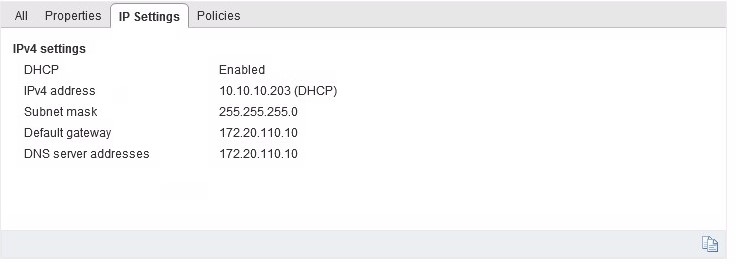 All Properties IP Settings Policies
IPv4 settings
DHCP Enabled
IPv4 address 10.10.10.203 (DHCP)
Subnet mask 255.255.255.0
Default gateway 172.20.110.10
DNS server addresses 172.20.110.10